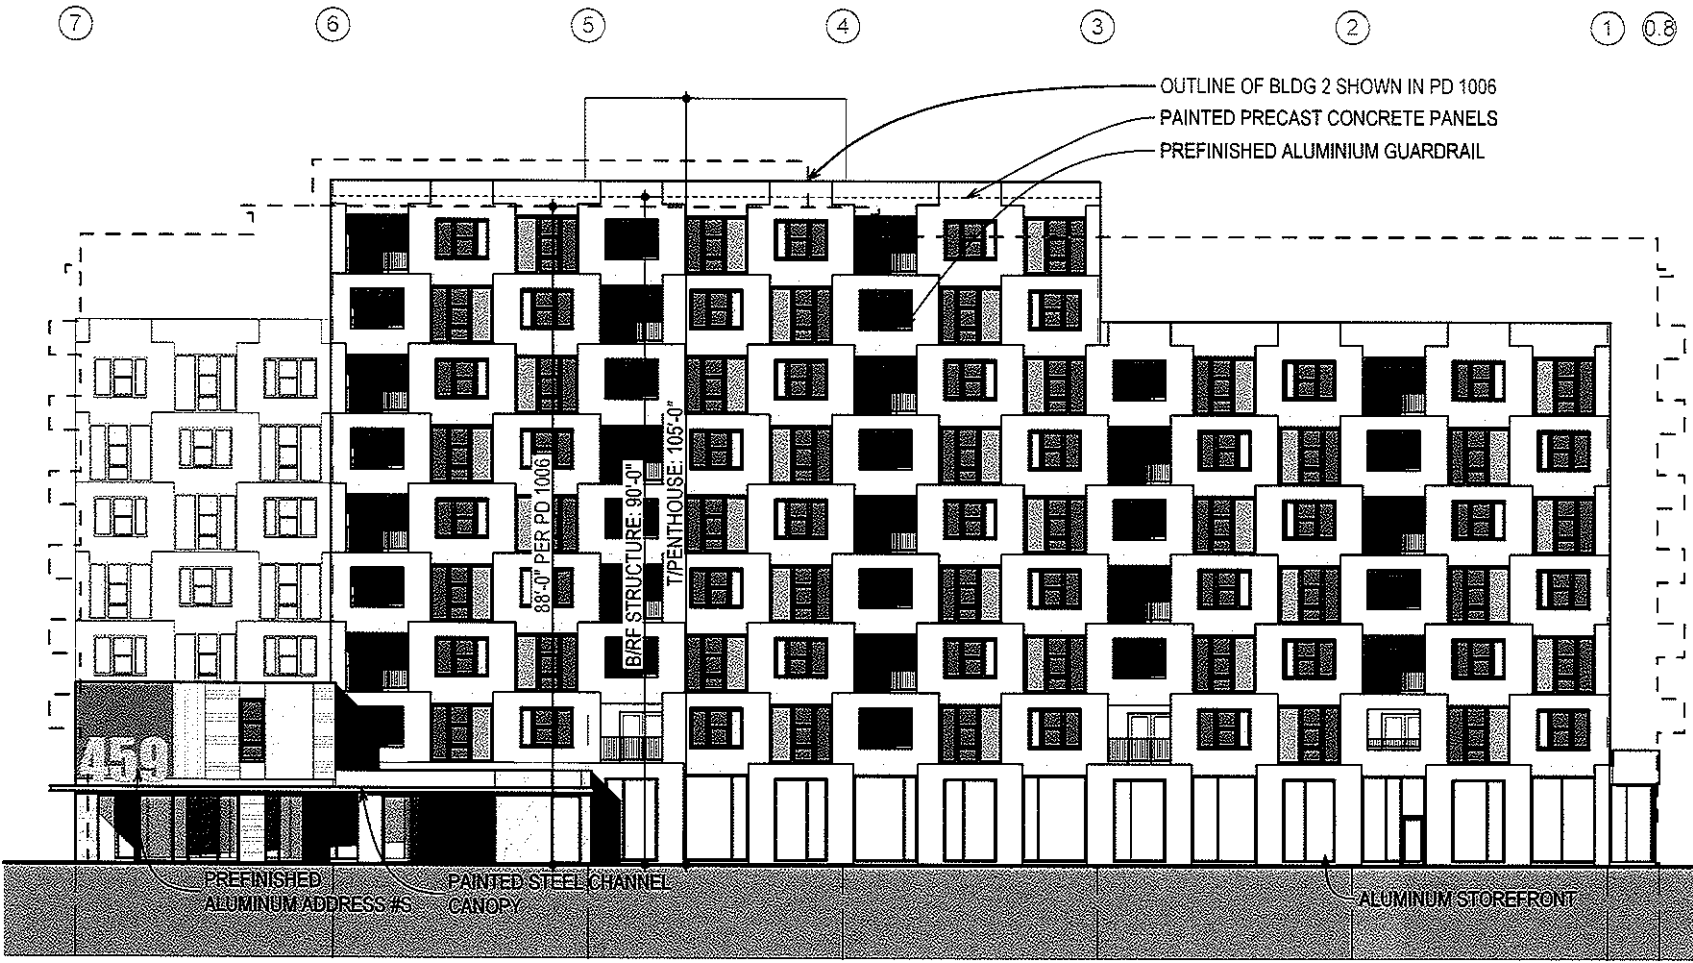 7 6 5 4 3 2 1 0.8
OUTLINE OF BLDG 2 SHOWN IN PD 1006
PAINTED PRECAST CONCRETE PANELS
PREFINISHED ALUMINIUM GUARDRAIL
88'-0" PER PD 1006
B/RF STRUCTURE: 90'-0"
T/PENTHOUSE: 105'-0"
459
PREFINISHED
ALUMINUM ADDRESS #S
PAINTED STEEL CHANNEL
CANOPY
ALUMINUM STOREFRONT